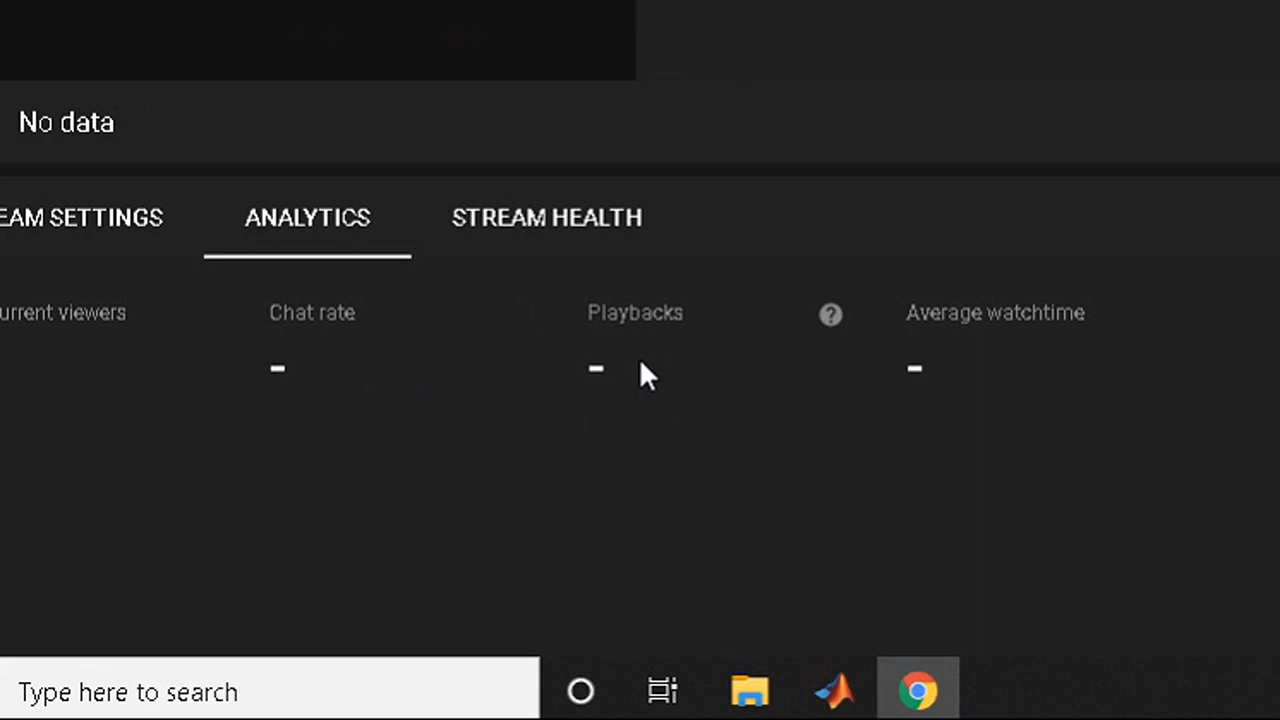 No data
EAM SETTINGS ANALYTICS STREAM HEALTH
urrent viewers Chat rate Playbacks ? Average watchtime
- - -
Type here to search